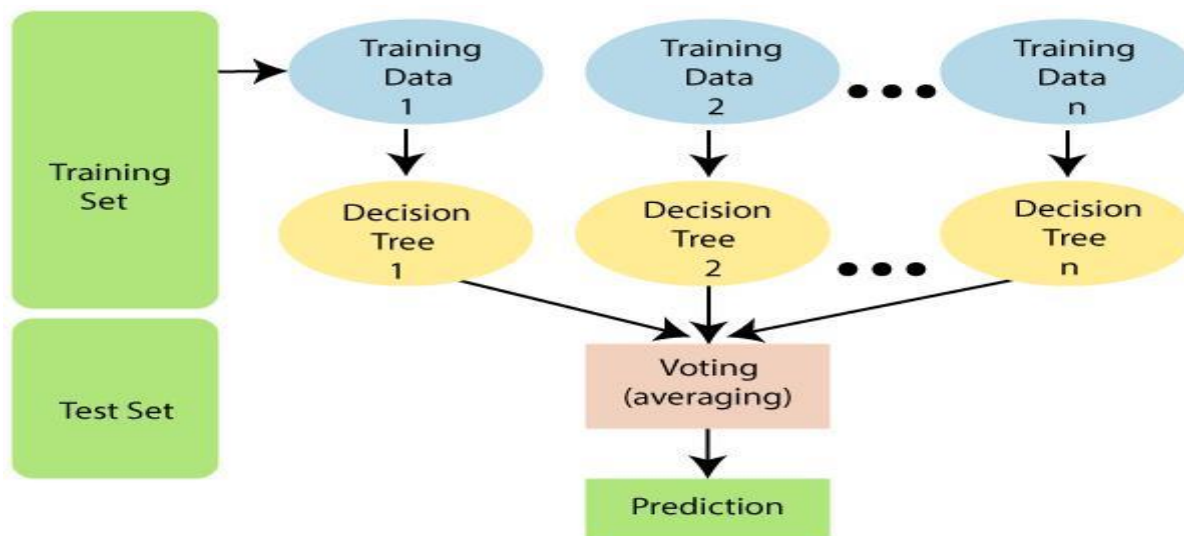 Training
Set
Test Set
Training
Data
1
Training
Data
2
Training
Data
n
Decision
Tree
1
Decision
Tree
2
Decision
Tree
n
Voting
(averaging)
Prediction